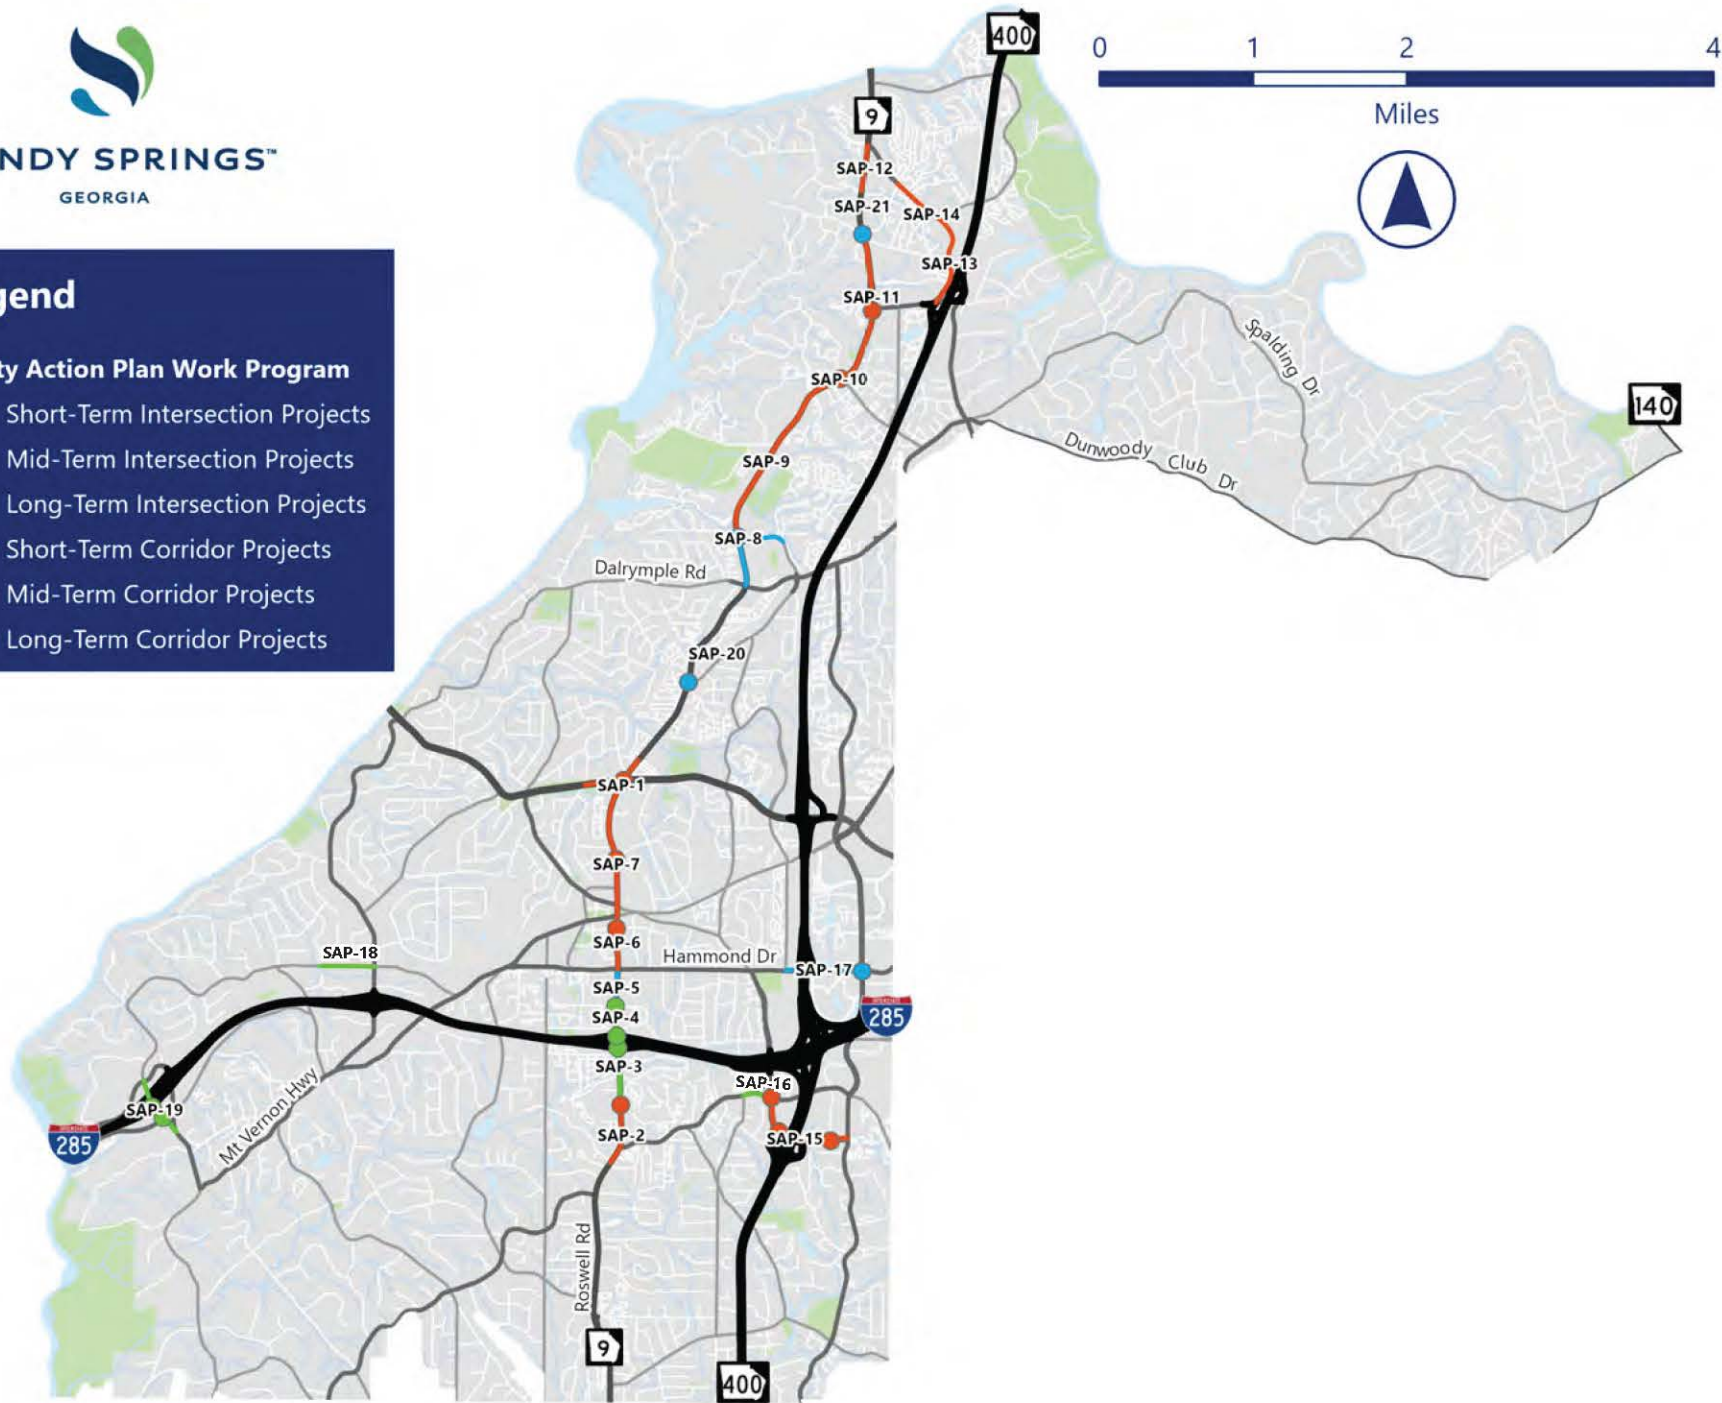 NDY SPRINGS™
GEORGIA
gend
ty Action Plan Work Program
Short-Term Intersection Projects
Mid-Term Intersection Projects
Long-Term Intersection Projects
Short-Term Corridor Projects
Mid-Term Corridor Projects
Long-Term Corridor Projects
0 1 2 4
Miles
400
9
SAP-12
SAP-21
SAP-14
SAP-13
SAP-11
SAP-10
Spalding Dr
140
Dunwoody Club Dr
SAP-9
SAP-8
Dalrymple Rd
SAP-20
SAP-1
SAP-7
SAP-6
SAP-18
Hammond Dr
SAP-17
SAP-5
SAP-4
285
SAP-3
SAP-16
SAP-19
Mt Vernon Hwy
285
SAP-2
SAP-15
Roswell Rd
9
400